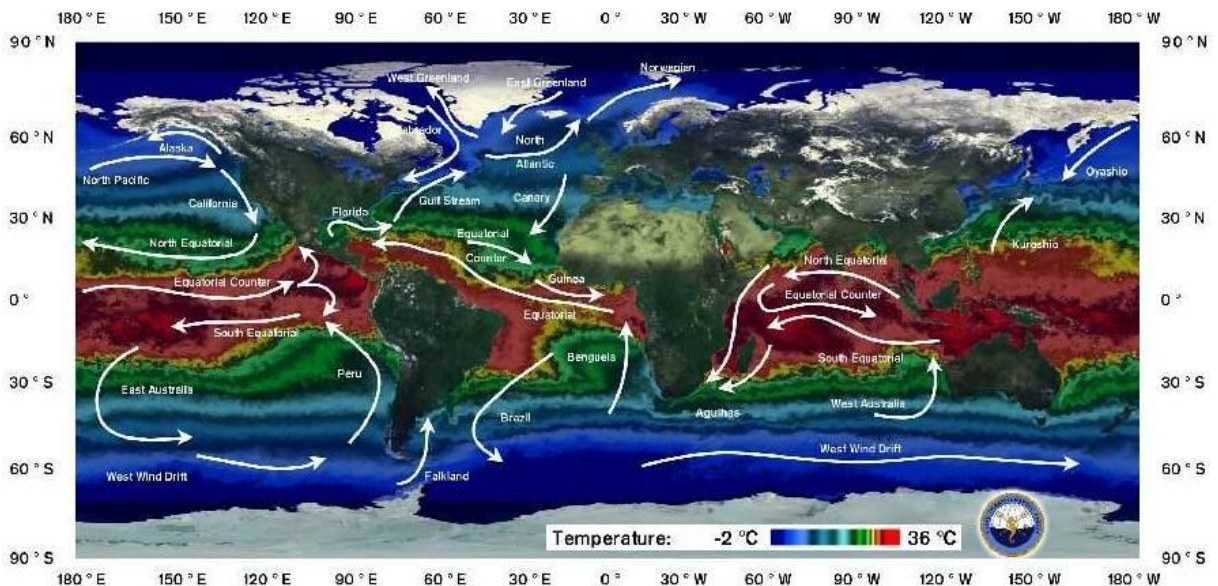 180 ° E 150 ° E 120 ° E 90 ° E 60 ° E 30 ° E 0 ° 30 ° W 60 ° W 90 ° W 120 ° W 150 ° W 180 ° W
90 ° N 90 ° N
Norwegian
West Greenland East Greenland
60 ° N 60 ° N
Labrador North
Alaska Atlantic
North Pacific Oyashio
California Canary
Florida Gulf Stream
30 ° N 30 ° N
North Equatorial Equatorial Kuroshio
Counter North Equatorial
Equatorial Counter Guinea Equatorial Counter
0 ° 0 °
South Equatorial Equatorial
Benguela South Equatorial
Peru
30 ° S 30 ° S
East Australia West Australia
Brazil Agulhas
West Wind Drift
60 ° S 60 ° S
West Wind Drift Falkland
Temperature: -2 °C 36 °C
90 ° S 90 ° S
180 ° E 150 ° E 120 ° E 90 ° E 60 ° E 30 ° E 0 ° 30 ° W 60 ° W 90 ° W 120 ° W 150 ° W 180 ° W